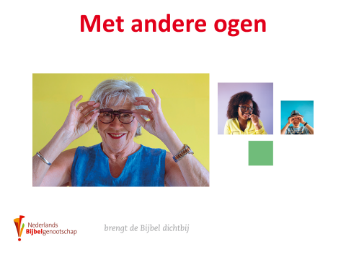 Met andere ogen
Nederlands
Bijbelgenootschap
brengt de Bijbel dichtbij